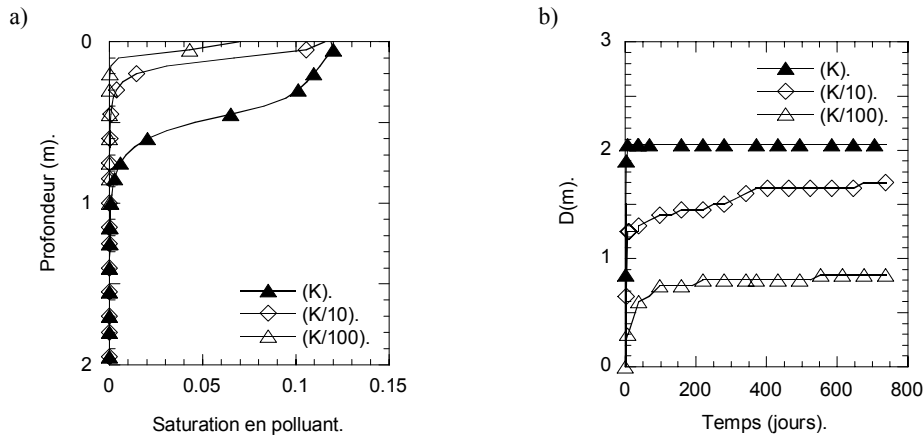 a)
0
1
2
Profondeur (m).
(K).
(K/10).
(K/100).
0 0.05 0.1 0.15
Saturation en polluant.
b)
3
2
1
0
D(m).
(K).
(K/10).
(K/100).
0 200 400 600 800
Temps (jours).